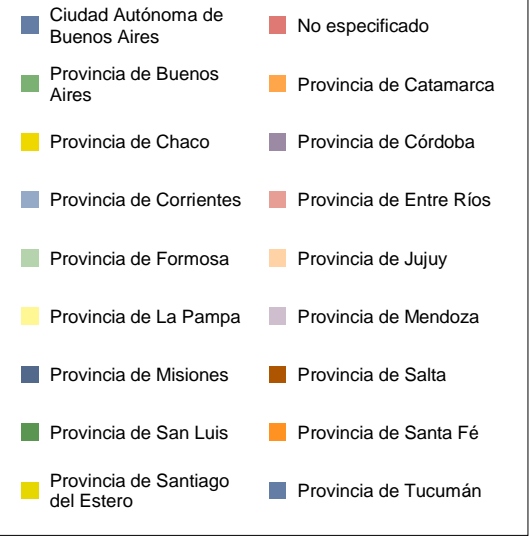 Ciudad Autónoma de
Buenos Aires
No especificado
Provincia de Buenos
Aires
Provincia de Catamarca
Provincia de Chaco
Provincia de Córdoba
Provincia de Corrientes
Provincia de Entre Ríos
Provincia de Formosa
Provincia de Jujuy
Provincia de La Pampa
Provincia de Mendoza
Provincia de Misiones
Provincia de Salta
Provincia de San Luis
Provincia de Santa Fé
Provincia de Santiago
del Estero
Provincia de Tucumán